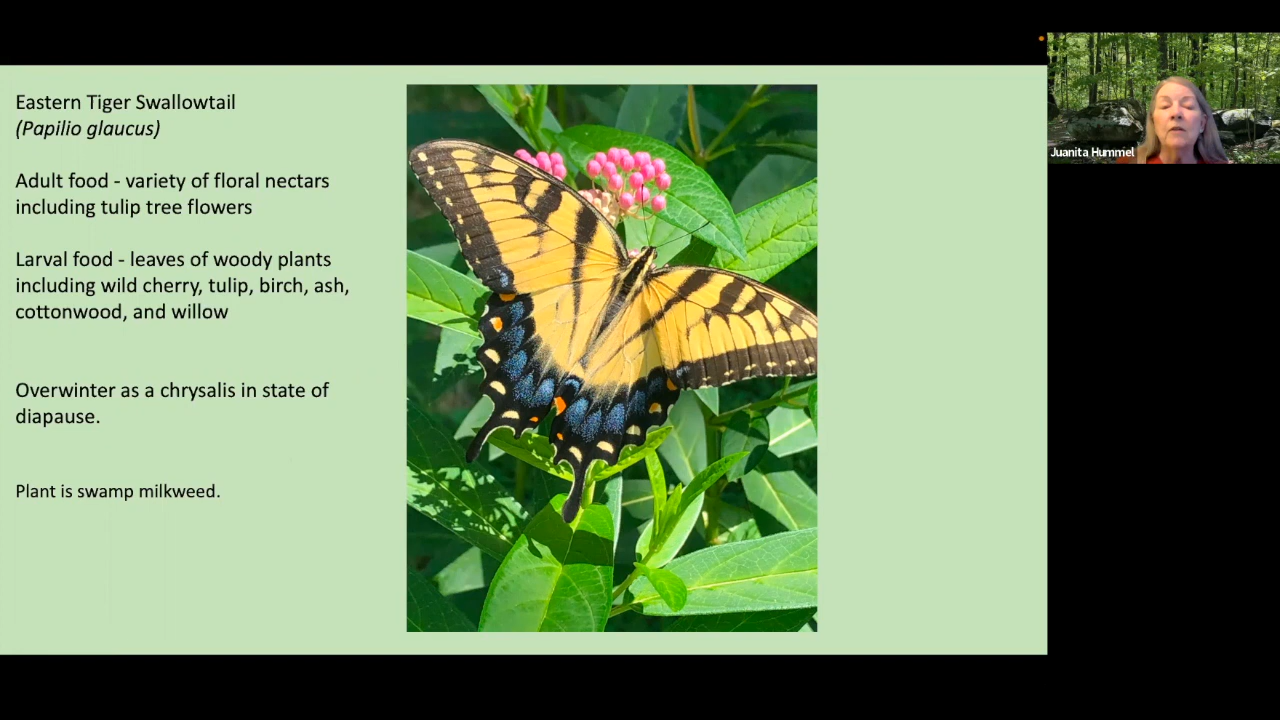 Eastern Tiger Swallowtail
(Papilio glaucus)
Adult food - variety of floral nectars
including tulip tree flowers
Larval food - leaves of woody plants
including wild cherry, tulip, birch, ash,
cottonwood, and willow
Overwinter as a chrysalis in state of
diapause.
Plant is swamp milkweed.
Juanita Hummel